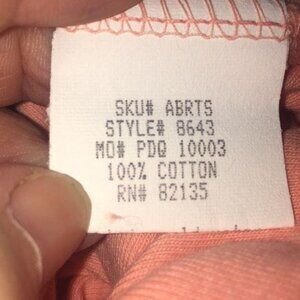 SKU# ABRTS
STYLE# 8643
MO# PDQ 10003
100% COTTON
RN# 82135